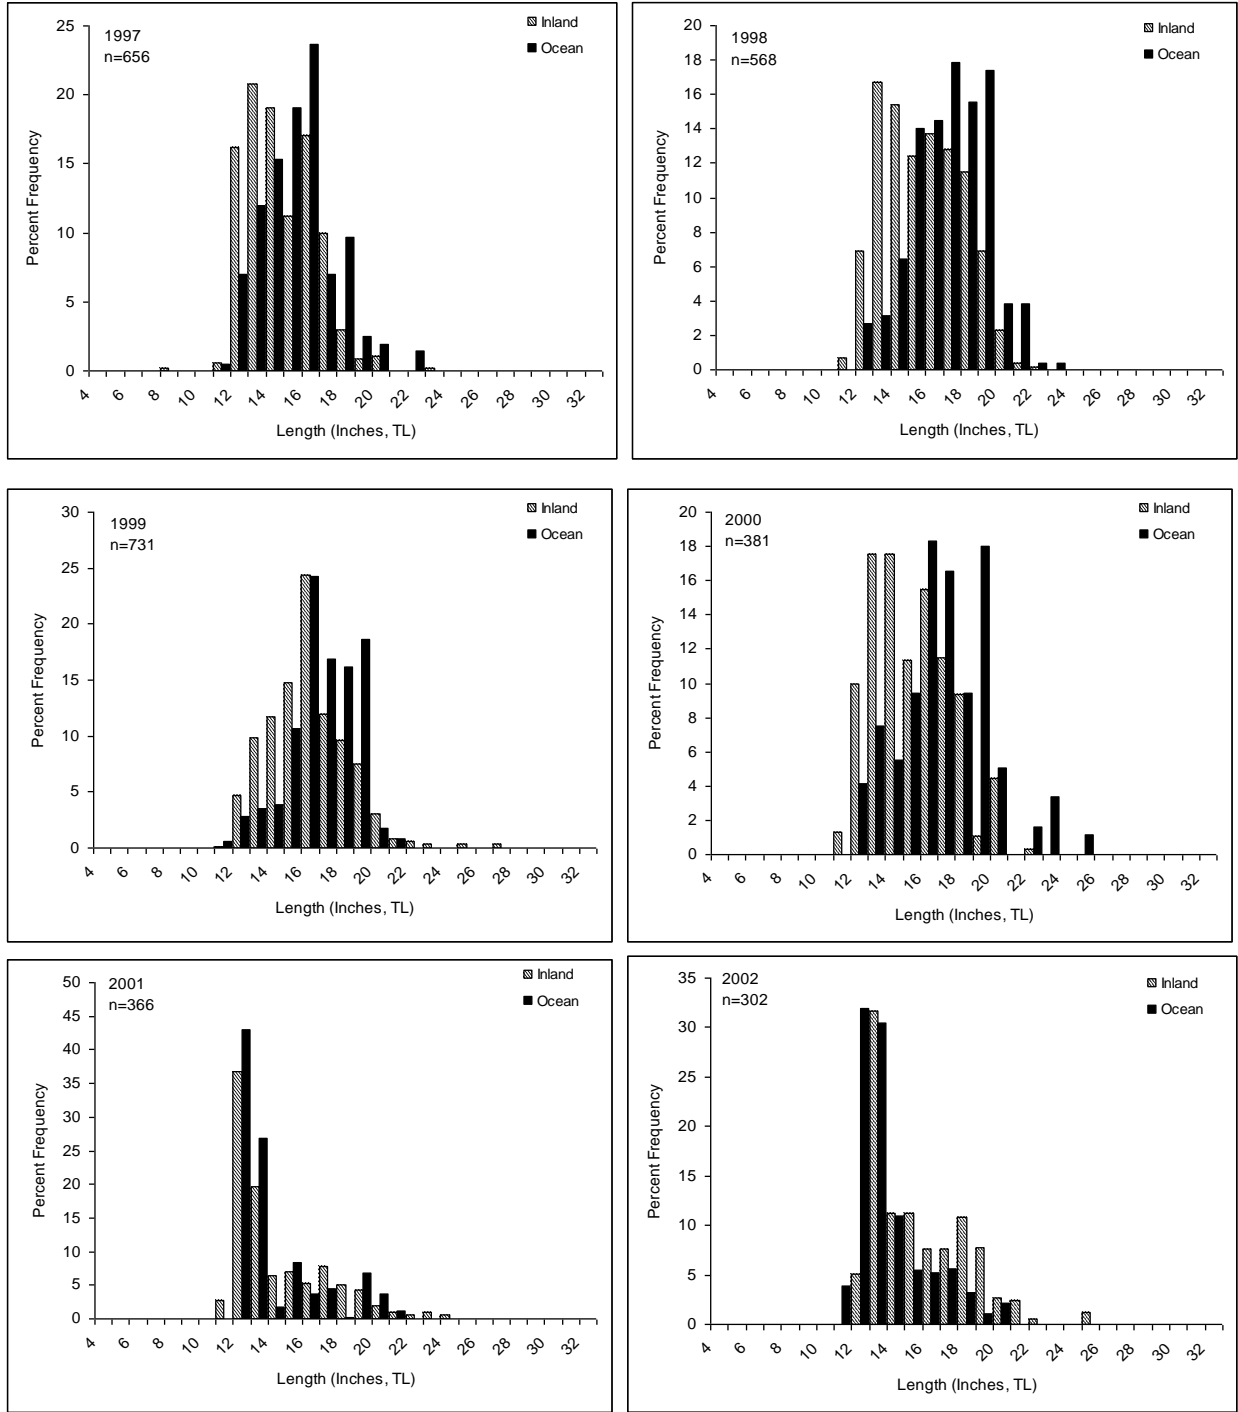 1997
n=656
Inland
Ocean
Percent Frequency
25
20
15
10
5
0
4 6 8 10 12 14 16 18 20 22 24 26 28 30 32
Length (Inches, TL)
1998
n=568
Inland
Ocean
Percent Frequency
20
18
16
14
12
10
8
6
4
2
0
4 6 8 10 12 14 16 18 20 22 24 26 28 30 32
Length (Inches, TL)
1999
n=731
Inland
Ocean
Percent Frequency
30
25
20
15
10
5
0
4 6 8 10 12 14 16 18 20 22 24 26 28 30 32
Length (Inches, TL)
2000
n=381
Inland
Ocean
Percent Frequency
20
18
16
14
12
10
8
6
4
2
0
4 6 8 10 12 14 16 18 20 22 24 26 28 30 32
Length (Inches, TL)
2001
n=366
Inland
Ocean
Percent Frequency
50
45
40
35
30
25
20
15
10
5
0
4 6 8 10 12 14 16 18 20 22 24 26 28 30 32
Length (Inches, TL)
2002
n=302
Inland
Ocean
Percent Frequency
35
30
25
20
15
10
5
0
4 6 8 10 12 14 16 18 20 22 24 26 28 30 32
Length (Inches, TL)